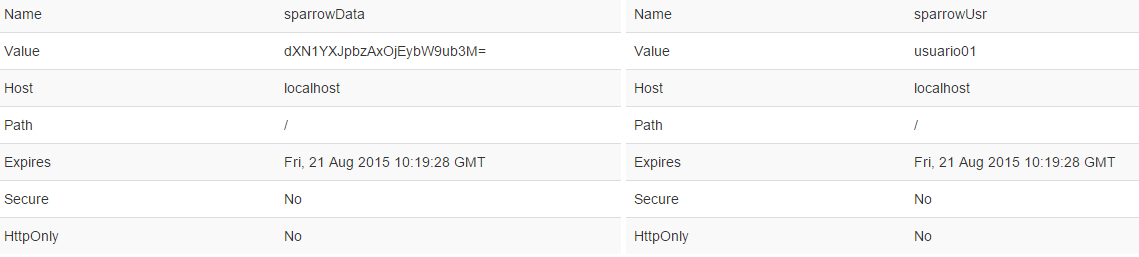 Name sparrowData Name sparrowUsr
Value dXN1YXJpbzAxOjEybW9ub3M= Value usuario01
Host localhost Host localhost
Path / Path /
Expires Fri, 21 Aug 2015 10:19:28 GMT Expires Fri, 21 Aug 2015 10:19:28 GMT
Secure No Secure No
HttpOnly No HttpOnly No